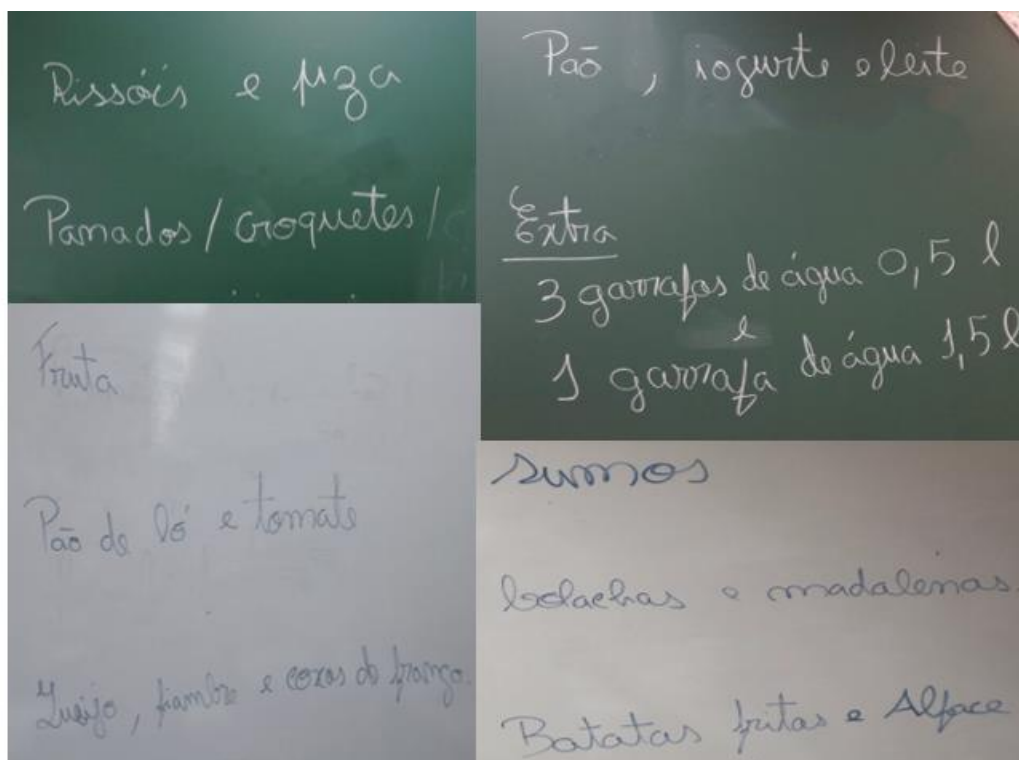 Rissóis e piza
Panados/croquetes/
Pão, iogurte e leite
Extra
3 garrafas de água 0,5 l
e
1 garrafa de água 1,5 l
Fruta
Pão de ló e tomate
Queijo, fiambre e coxas de frango.
sumos
bolachas e madalenas.
Batatas fritas e Alface